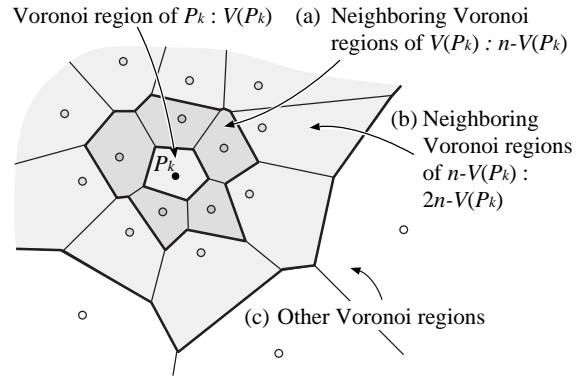 Voronoi region of Pk : V(Pk)
(a) Neighboring Voronoi
regions of V(Pk) : n-V(Pk)
(b) Neighboring
Voronoi regions
of n-V(Pk) :
2n-V(Pk)
Pk
(c) Other Voronoi regions